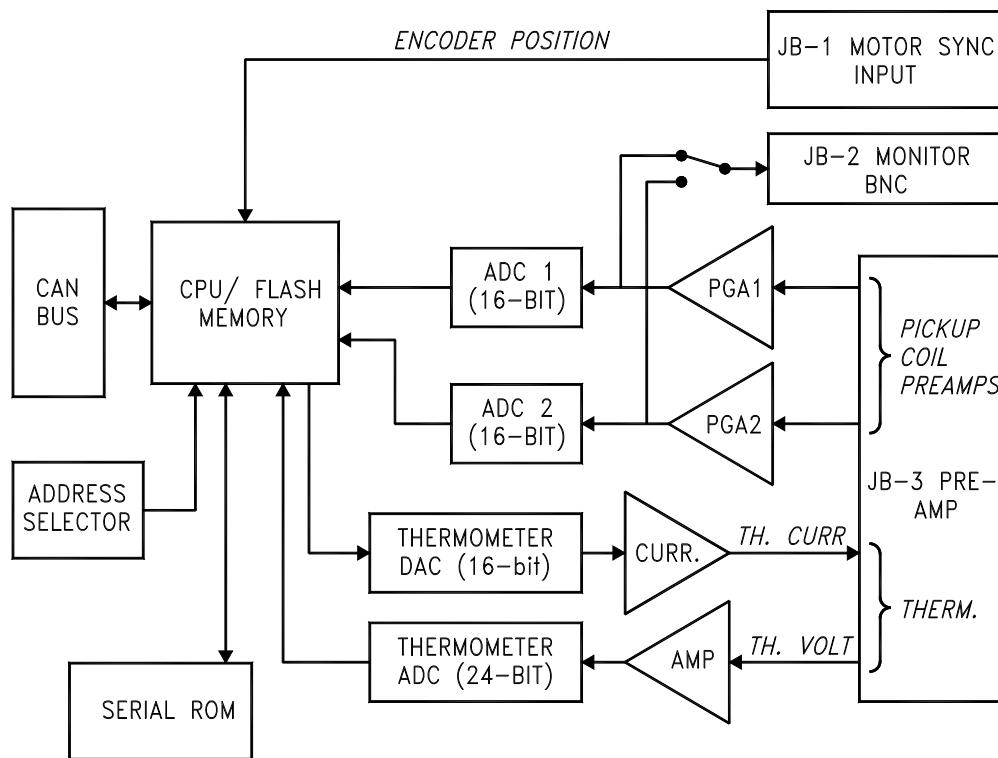 ENCODER POSITION
JB-1 MOTOR SYNC
INPUT
JB-2 MONITOR
BNC
CAN
BUS
CPU/ FLASH
MEMORY
ADC 1
(16-BIT)
PGA1
PICKUP
COIL
PREAMPS
ADC 2
(16-BIT)
PGA2
ADDRESS
SELECTOR
JB-3 PRE-
AMP
THERMOMETER
DAC (16-bit)
CURR.
TH. CURR
THERM.
THERMOMETER
ADC (24-BIT)
AMP
TH. VOLT
SERIAL ROM